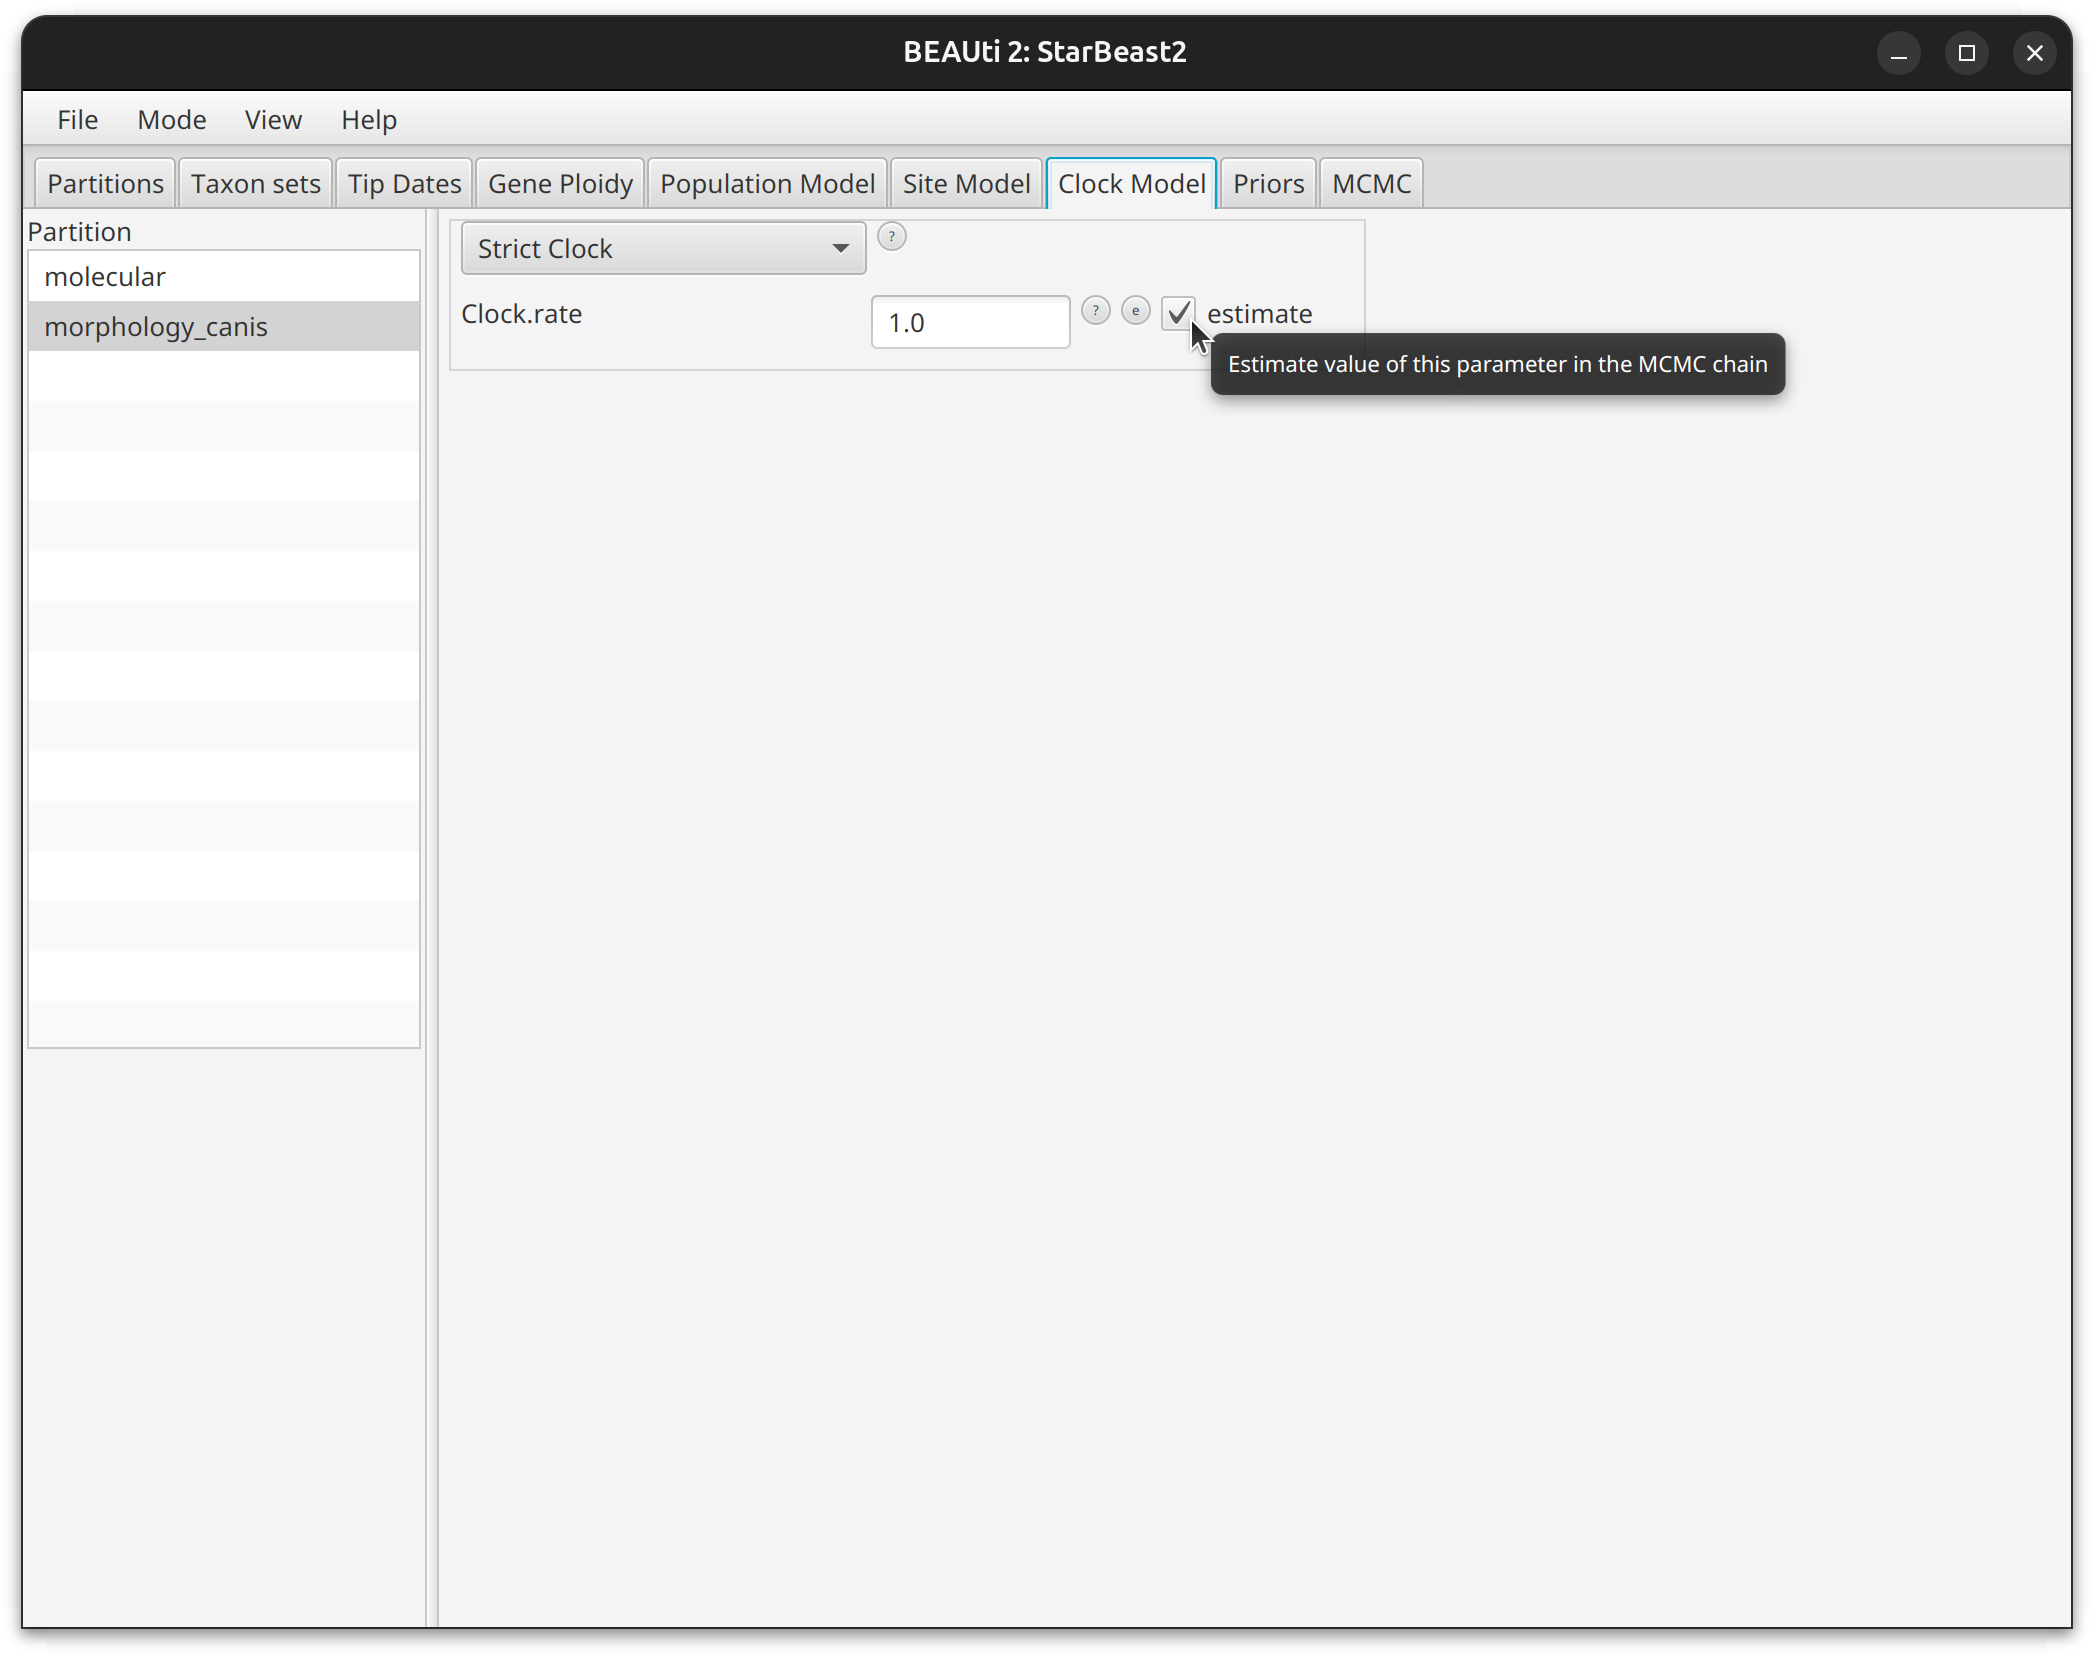 BEAUti 2: StarBeast2
File Mode View Help
Partitions Taxon sets Tip Dates Gene Ploidy Population Model Site Model Clock Model Priors MCMC
Partition
molecular
morphology_canis
Strict Clock ?
Clock.rate 1.0 ? e estimate
Estimate value of this parameter in the MCMC chain